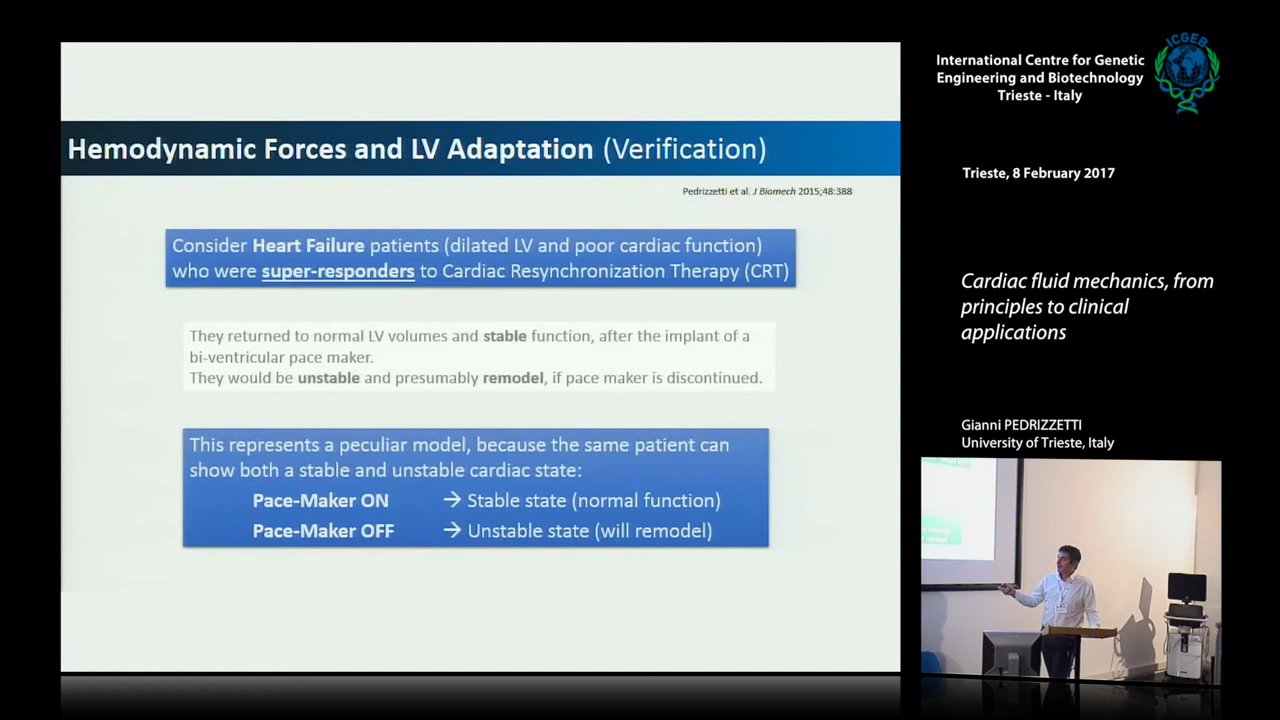 Hemodynamic Forces and LV Adaptation (Verification)
Pedrizzetti et al. J Biomech 2015;48:388
Consider Heart Failure patients (dilated LV and poor cardiac function)
who were super-responders to Cardiac Resynchronization Therapy (CRT)
They returned to normal LV volumes and stable function, after the implant of a
bi-ventricular pace maker.
They would be unstable and presumably remodel, if pace maker is discontinued.
This represents a peculiar model, because the same patient can
show both a stable and unstable cardiac state:
Pace-Maker ON → Stable state (normal function)
Pace-Maker OFF → Unstable state (will remodel)
International Centre for Genetic
Engineering and Biotechnology
Trieste - Italy
ICGEB
Trieste, 8 February 2017
Cardiac fluid mechanics, from
principles to clinical
applications
Gianni PEDRIZZETTI
University of Trieste, Italy